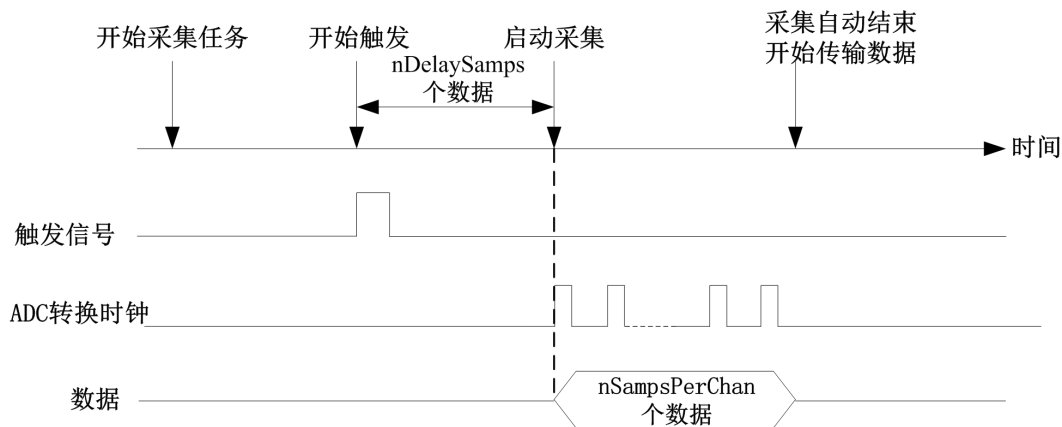 开始采集任务
开始触发
启动采集
采集自动结束
开始传输数据
nDelaySamps
个数据
时间
触发信号
ADC转换时钟
数据
nSampsPerChan
个数据